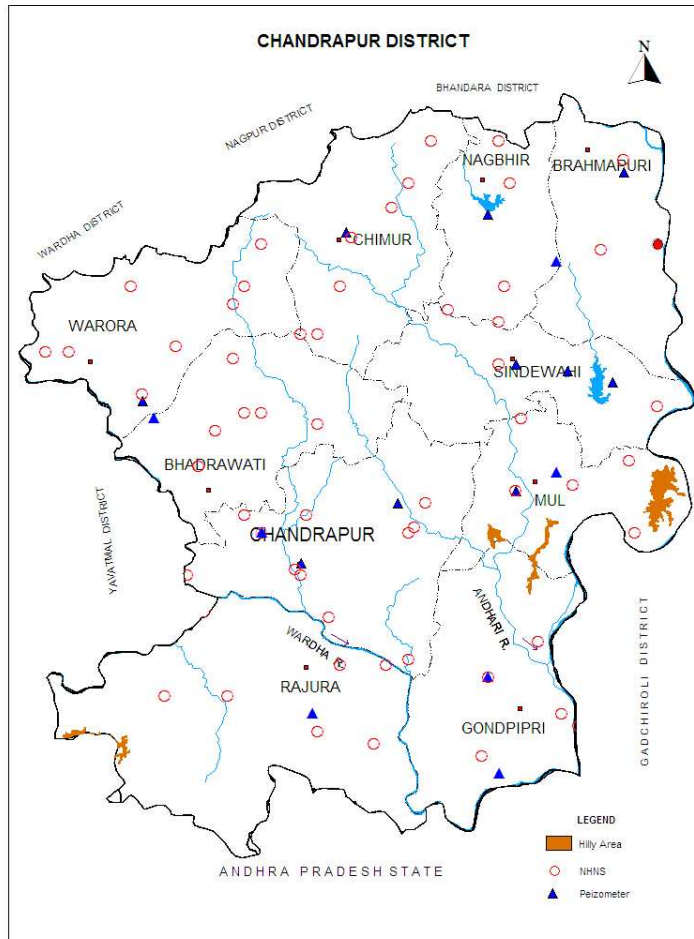 CHANDRAPUR DISTRICT
N
BHANDARA DISTRICT
NAGPUR DISTRICT
NAGBHIR
BRAHMAPURI
WARDHA DISTRICT
CHIMUR
WARORA
SINDEWAHI
BHADRAWATI
MUL
YAVATMAL DISTRICT
CHANDRAPUR
ANDHARI R.
WARDHA R.
GADCHIROLI DISTRICT
RAJURA
GONDPIPRI
LEGEND
Hilly Area
NHNS
Peizometer
ANDHRA PRADESH STATE